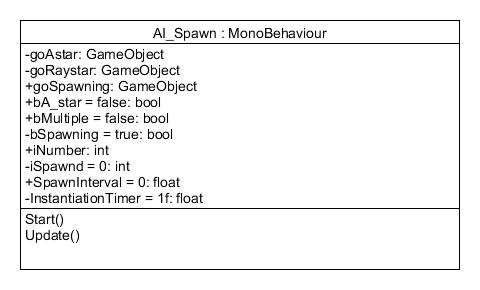 AI_Spawn : MonoBehaviour
-goAstar: GameObject
-goRaystar: GameObject
+goSpawning: GameObject
+bA_star = false: bool
+bMultiple = false: bool
-bSpawning = true: bool
+iNumber: int
-iSpawnd = 0: int
+SpawnInterval = 0: float
-InstantiationTimer = 1f: float
Start()
Update()